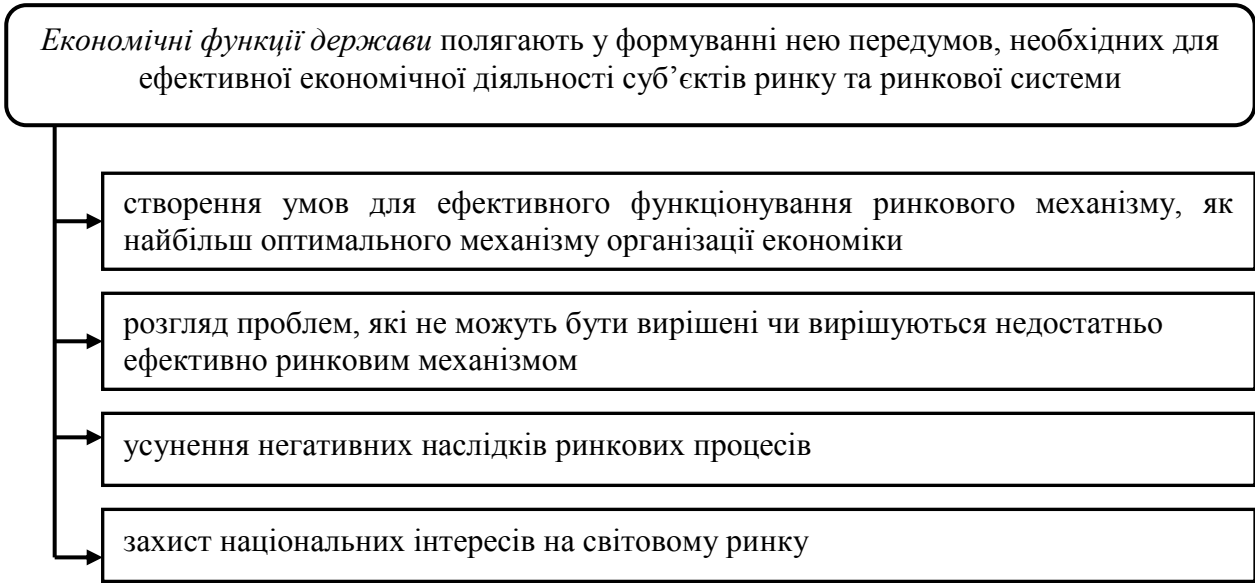 Економічні функції держави полягають у формуванні нею передумов, необхідних для
ефективної економічної діяльності суб’єктів ринку та ринкової системи
створення умов для ефективного функціонування ринкового механізму, як
найбільш оптимального механізму організації економіки
розгляд проблем, які не можуть бути вирішені чи вирішуються недостатньо
ефективно ринковим механізмом
усунення негативних наслідків ринкових процесів
захист національних інтересів на світовому ринку